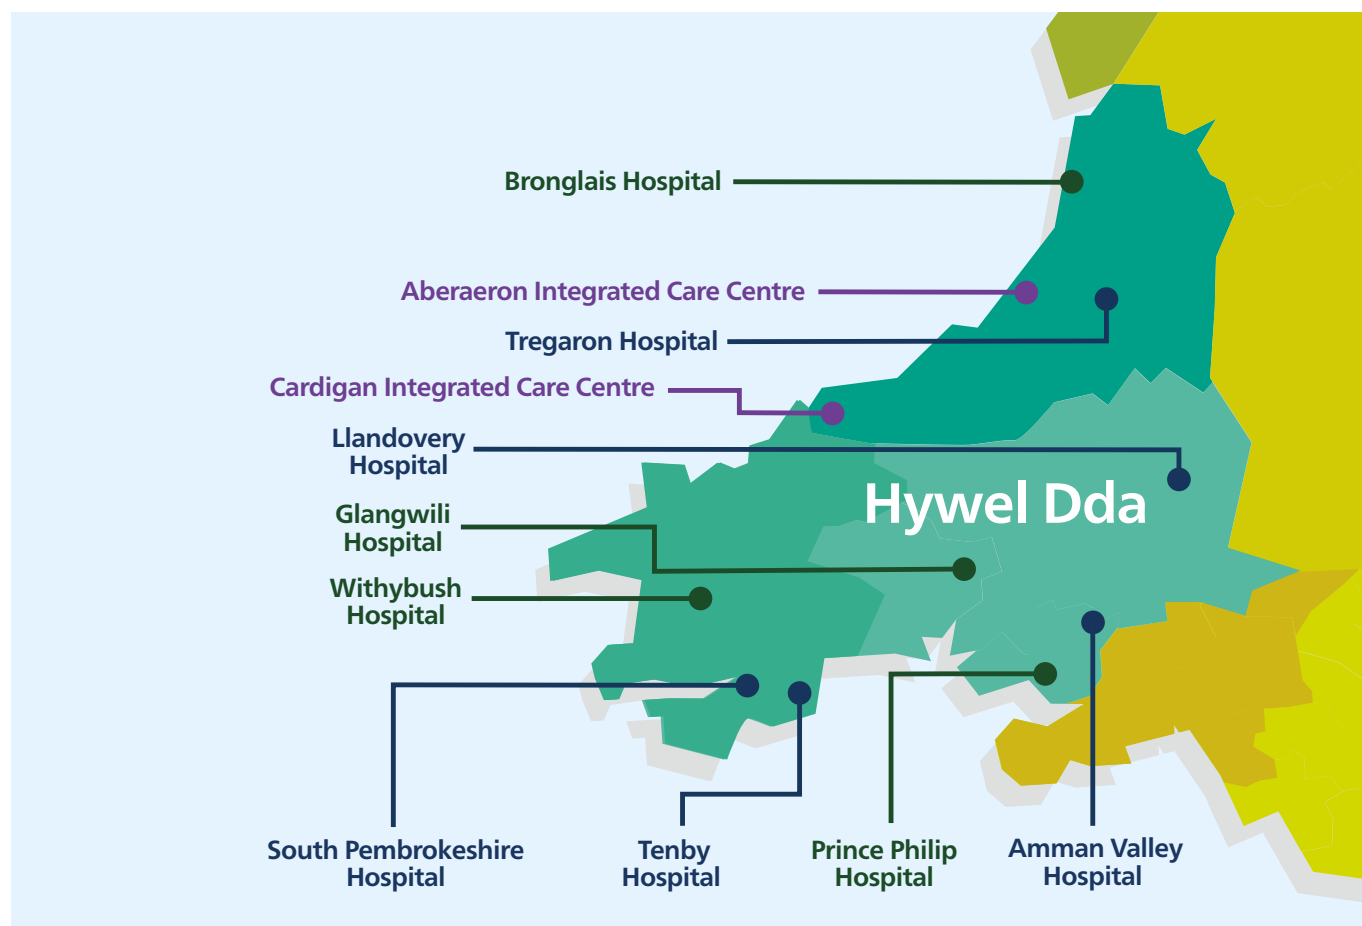 Bronglais Hospital
Aberaeron Integrated Care Centre
Tregaron Hospital
Cardigan Integrated Care Centre
Llandovery
Hospital
Hywel Dda
Glangwili
Hospital
Withybush
Hospital
South Pembrokeshire
Hospital
Tenby
Hospital
Prince Philip
Hospital
Amman Valley
Hospital